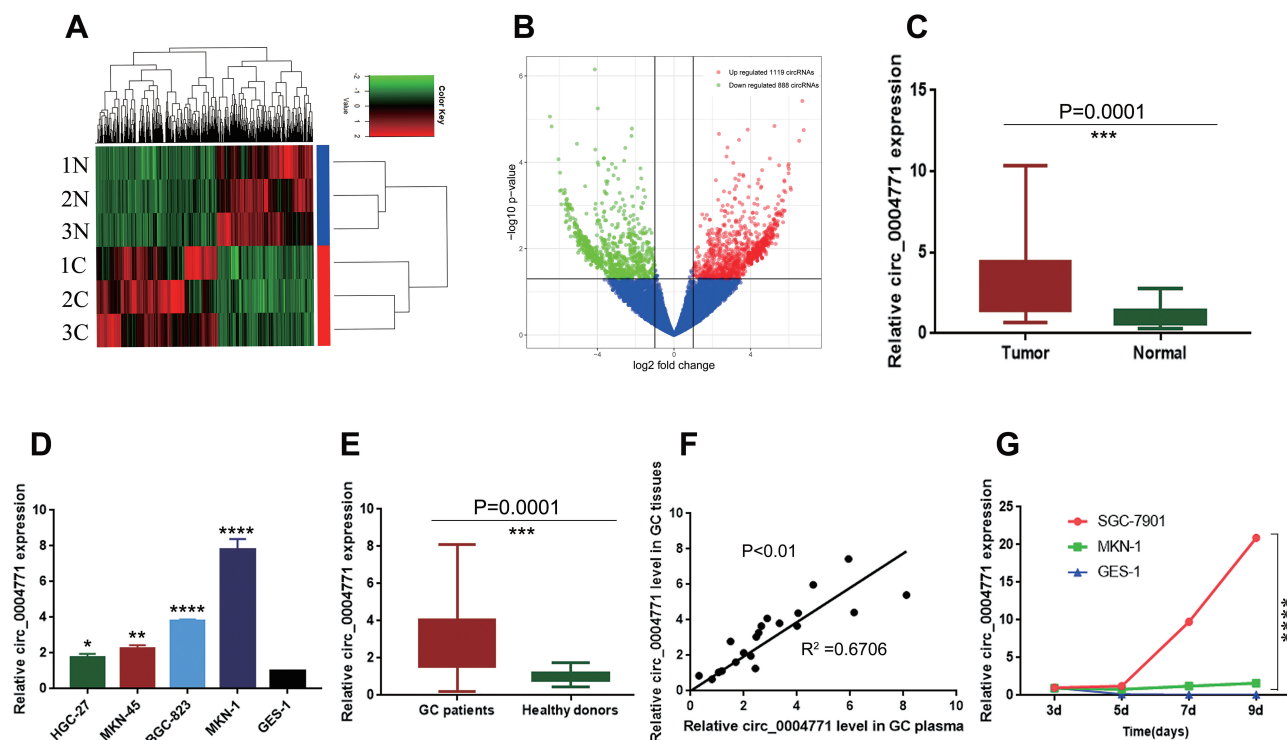 A
-2
-1
0
1
2
Value
Color Key
1N
2N
3N
1C
2C
3C
B
Up regulated 1119 circRNAs
Down regulated 888 circRNAs
6
4
2
0
−log10 p−value
−4
0
4
log2 fold change
C
Relative circ_0004771 expression
15
10
5
0
P=0.0001
***
Tumor
Normal
D
Relative circ_0004771 expression
10
8
6
4
2
0
*
**
****
****
HGC-27
MKN-45
BGC-823
MKN-1
GES-1
E
Relative circ_0004771 expression
10
8
6
4
2
0
P=0.0001
***
GC patients
Healthy donors
F
Relative circ_0004771 level in GC tissues
10
8
6
4
2
0
P<0.01
R² =0.6706
0
2
4
6
8
10
Relative circ_0004771 level in GC plasma
G
Relative circ_0004771 expression
25
20
15
10
5
0
SGC-7901
MKN-1
GES-1
****
3d
5d
7d
9d
Time(days)